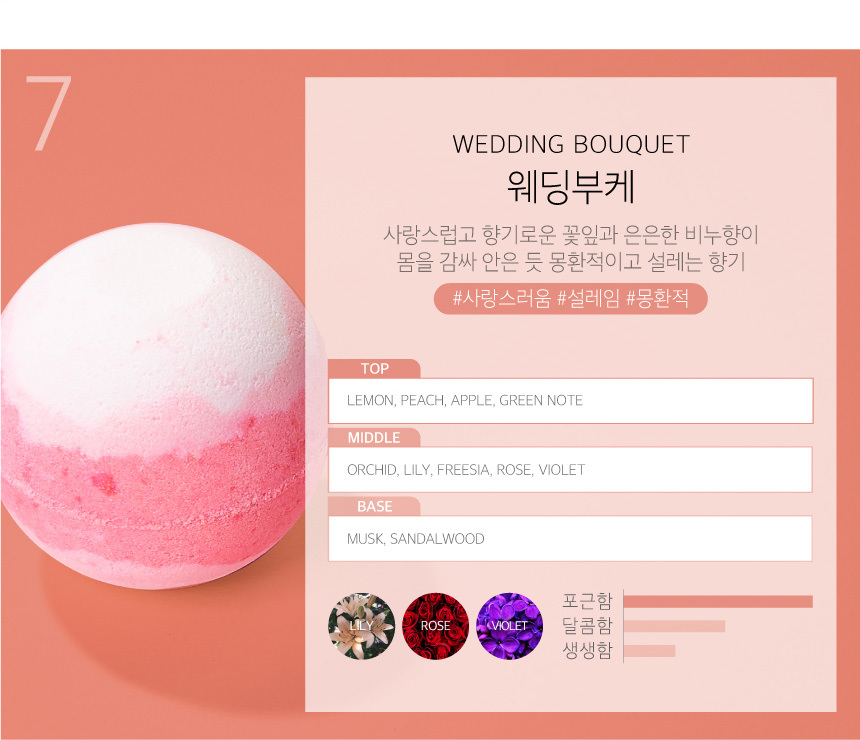 7
WEDDING BOUQUET
웨딩부케
사랑스럽고 향기로운 꽃잎과 은은한 비누향이
몸을 감싸 안은 듯 몽환적이고 설레는 향기
#사랑스러움 #설레임 #몽환적
TOP
LEMON, PEACH, APPLE, GREEN NOTE
MIDDLE
ORCHID, LILY, FREESIA, ROSE, VIOLET
BASE
MUSK, SANDALWOOD
LILY
ROSE
VIOLET
포근함
달콤함
생생함